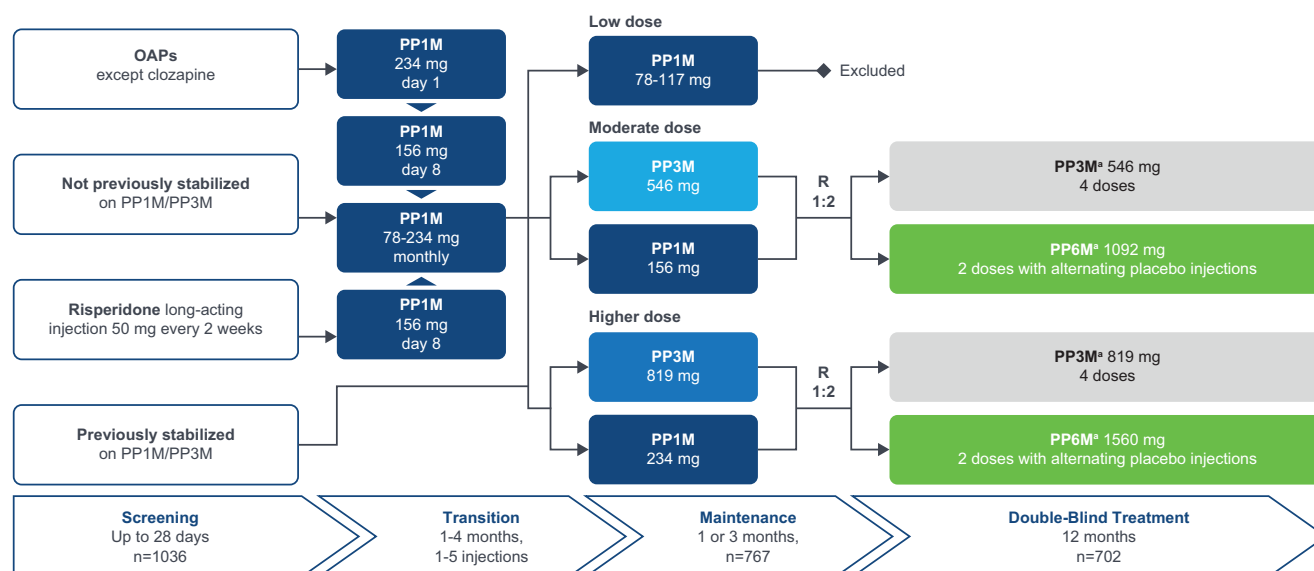 OAPs
except clozapine
Not previously stabilized
on PP1M/PP3M
Risperidone long-acting
injection 50 mg every 2 weeks
Previously stabilized
on PP1M/PP3M
PP1M
234 mg
day 1
PP1M
156 mg
day 8
PP1M
78-234 mg
monthly
PP1M
156 mg
day 8
Low dose
PP1M
78-117 mg
Excluded
Moderate dose
PP3M
546 mg
PP1M
156 mg
R
1:2
PP3Mª 546 mg
4 doses
PP6Mª 1092 mg
2 doses with alternating placebo injections
Higher dose
PP3M
819 mg
PP1M
234 mg
R
1:2
PP3Mª 819 mg
4 doses
PP6Mª 1560 mg
2 doses with alternating placebo injections
Screening
Up to 28 days
n=1036
Transition
1-4 months,
1-5 injections
Maintenance
1 or 3 months,
n=767
Double-Blind Treatment
12 months
n=702